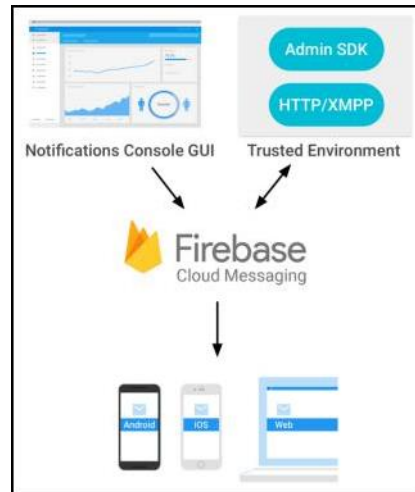 Admin SDK
HTTP/XMPP
Notifications Console GUI
Trusted Environment
Firebase
Cloud Messaging
Android
iOS
Web